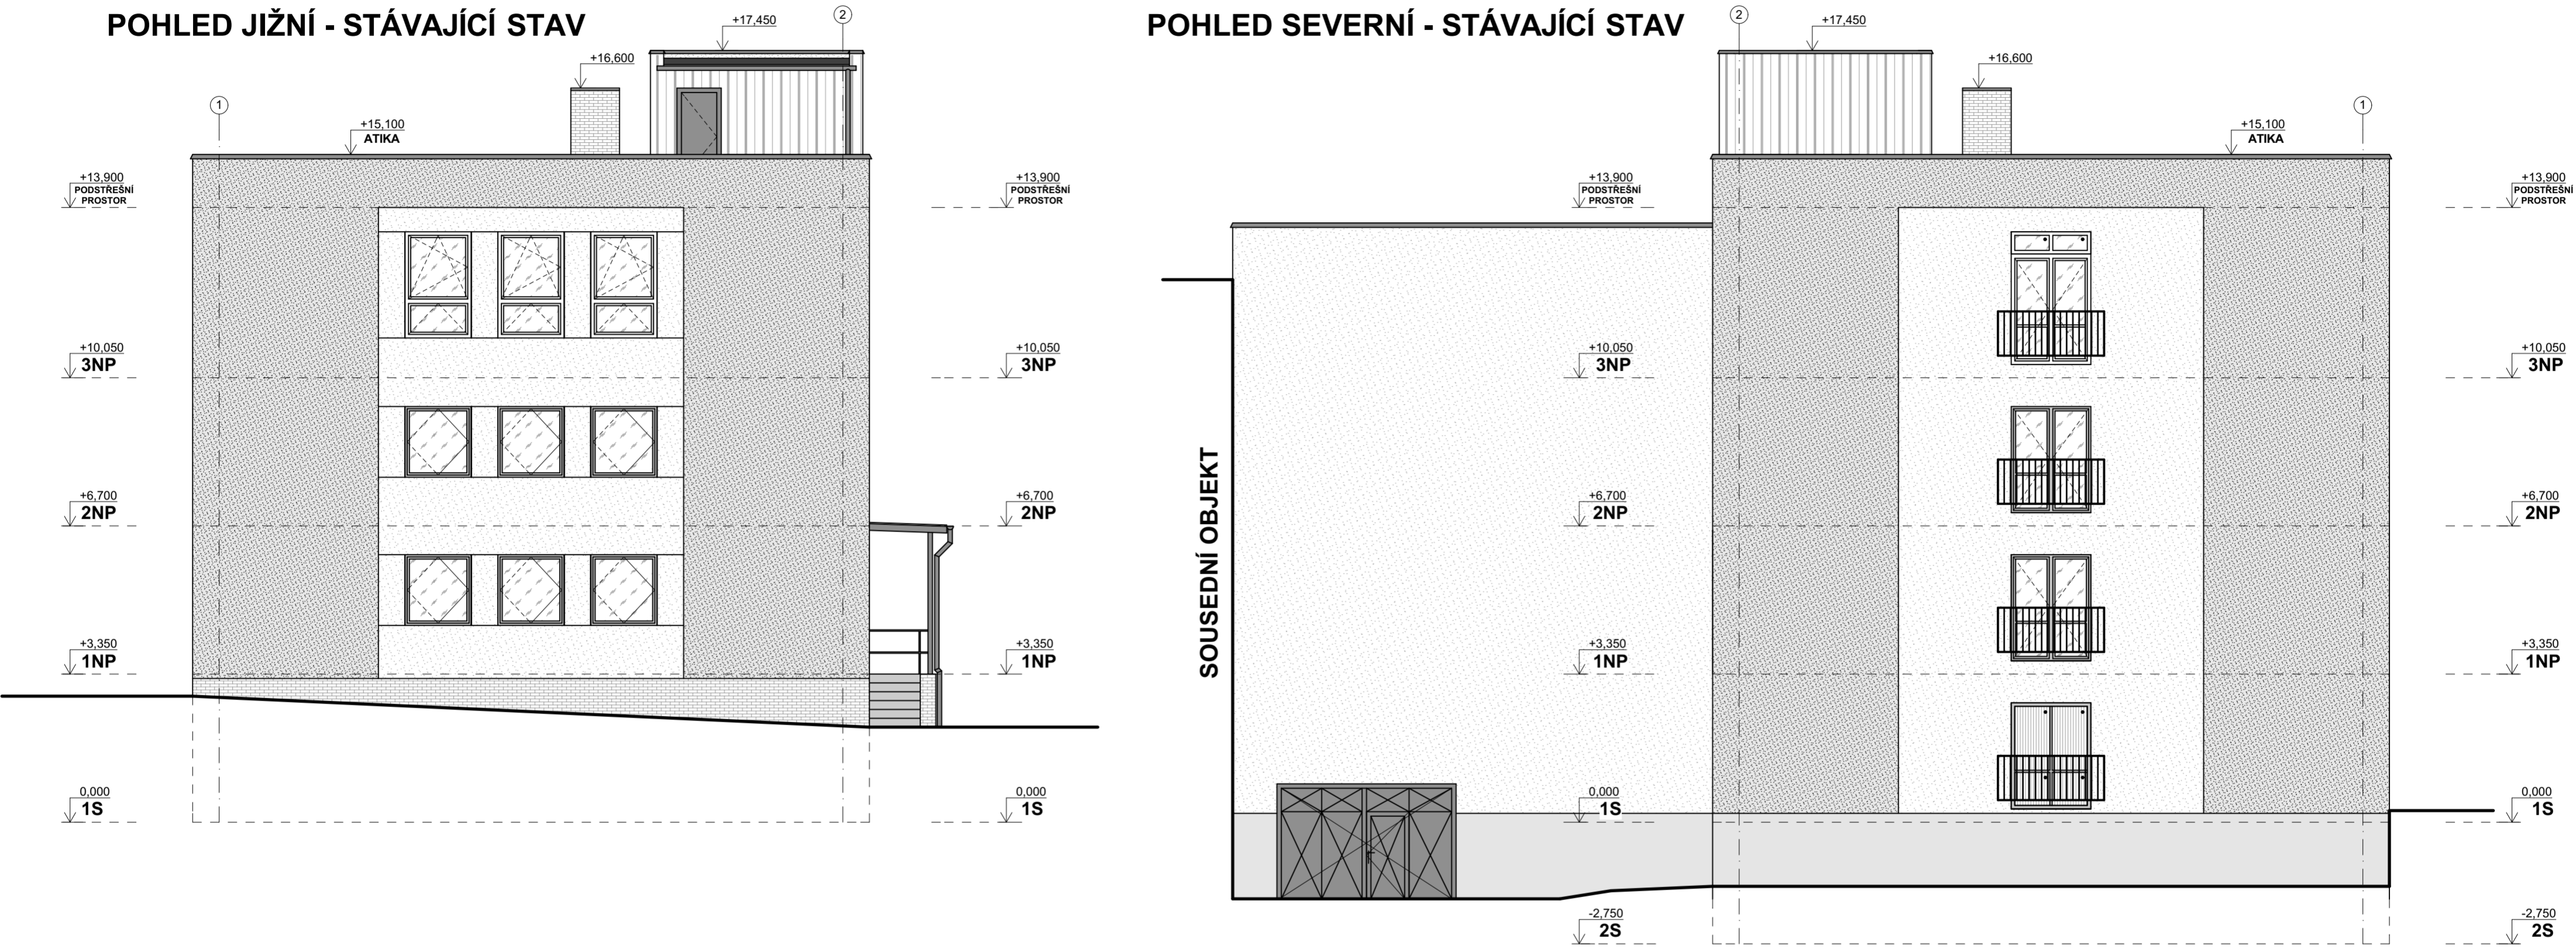 POHLED JIŽNÍ - STÁVAJÍCÍ STAV
+17,450
2
+16,600
1
+15,100
ATIKA
+13,900
PODSTŘEŠNÍ
PROSTOR
+13,900
PODSTŘEŠNÍ
PROSTOR
+10,050
3NP
+10,050
3NP
+6,700
2NP
+6,700
2NP
+3,350
1NP
+3,350
1NP
0,000
1S
0,000
1S
POHLED SEVERNÍ - STÁVAJÍCÍ STAV
2
+17,450
+16,600
1
+15,100
ATIKA
+13,900
PODSTŘEŠNÍ
PROSTOR
+13,900
PODSTŘEŠNÍ
PROSTOR
+10,050
3NP
+10,050
3NP
SOUSEDNÍ OBJEKT
+6,700
2NP
+6,700
2NP
+3,350
1NP
+3,350
1NP
0,000
1S
0,000
1S
-2,750
2S
-2,750
2S